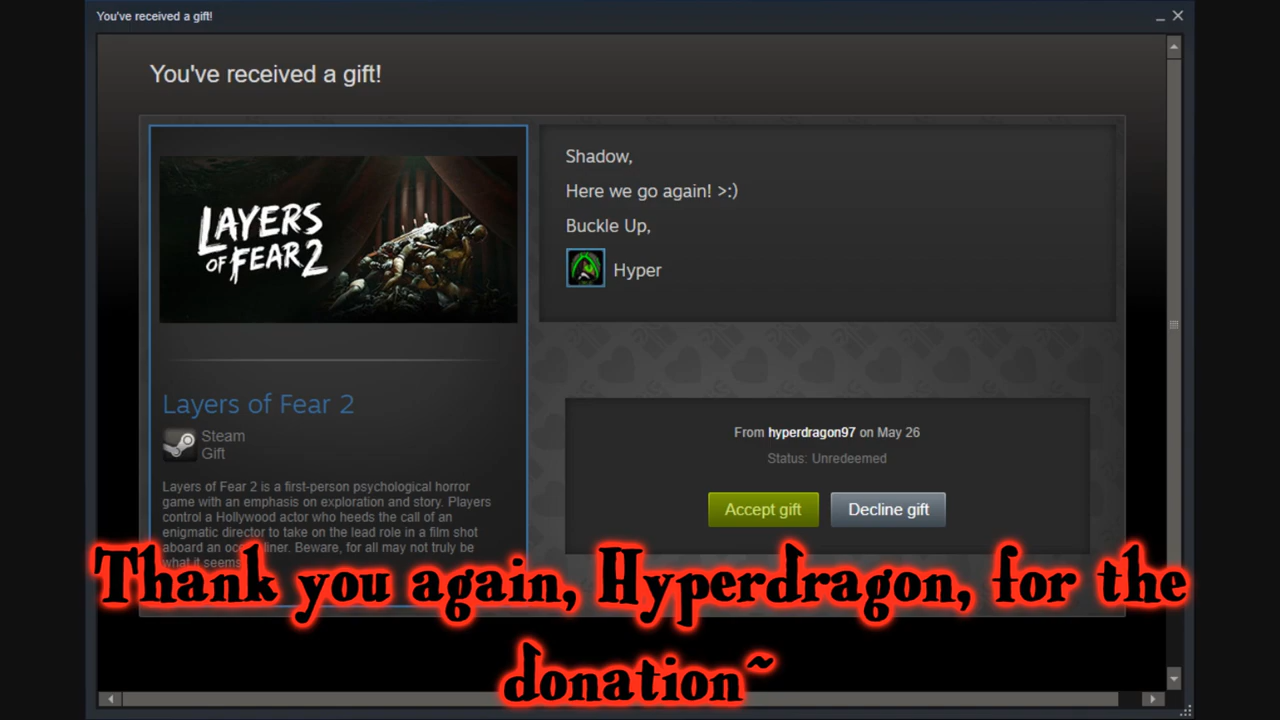 You've received a gift!
You've received a gift!
LAYERS
OF FEAR 2
Shadow,
Here we go again! >:)
Buckle Up,
Hyper
Layers of Fear 2
Steam
Gift
Layers of Fear 2 is a first-person psychological horror
game with an emphasis on exploration and story. Players
control a Hollywood actor who heeds the call of an
enigmatic director to take on the lead role in a film shot
aboard an liner. Beware, for all may not truly be
what it seems
From hyperdragon97 on May 26
Status: Unredeemed
Accept gift
Decline gift
Thank you again, Hyperdragon, for the
donation~